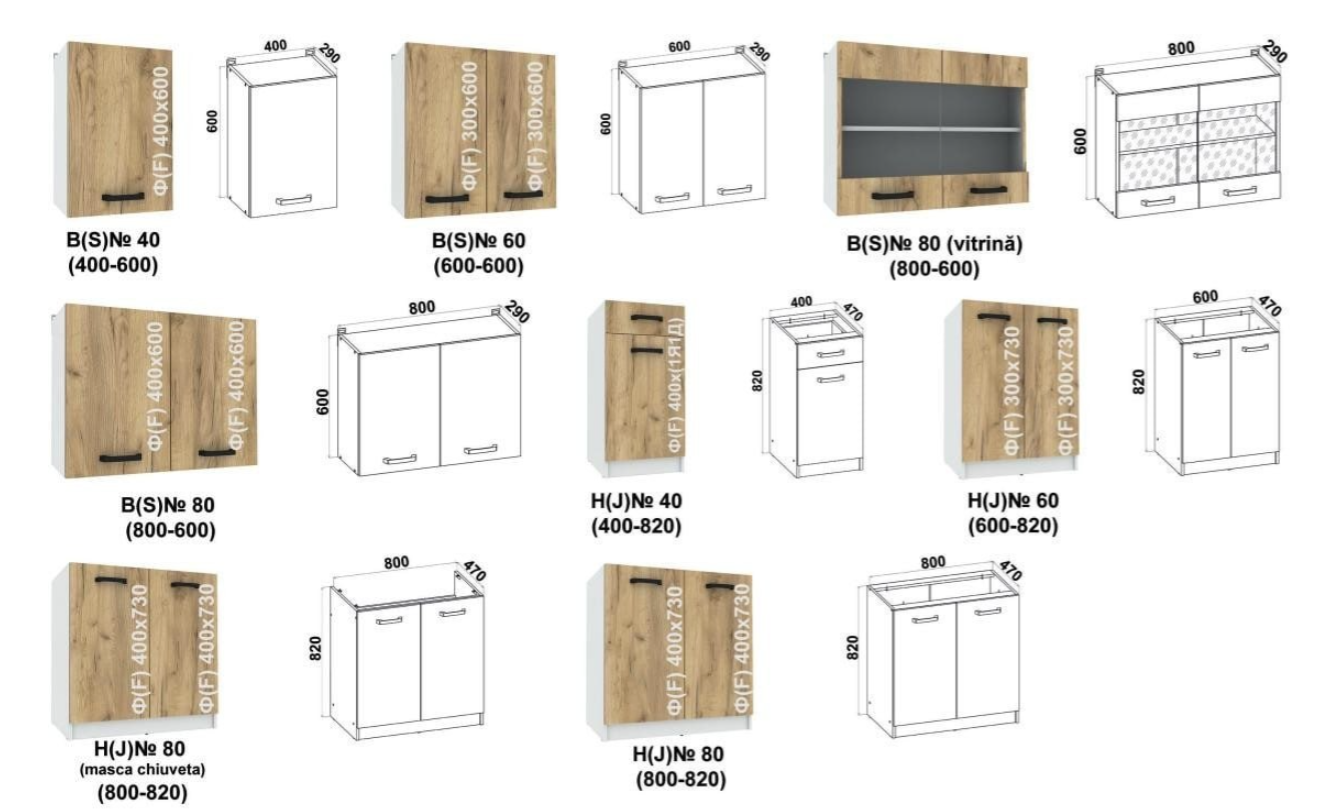 Ф(F) 400x600
400
290
600
B(S)№ 40
(400-600)
Ф(F) 300x600
Ф(F) 300x600
600
290
600
B(S)№ 60
(600-600)
800
290
600
B(S)№ 80 (vitrină)
(800-600)
Ф(F) 400x600
Ф(F) 400x600
800
290
600
B(S)№ 80
(800-600)
Ф(F) 400x(1Я1Д)
400
470
820
H(J)№ 40
(400-820)
Ф(F) 300x730
Ф(F) 300x730
600
470
820
H(J)№ 60
(600-820)
Ф(F) 400x730
Ф(F) 400x730
800
470
820
H(J)№ 80
(masca chiuveta)
(800-820)
Ф(F) 400x730
Ф(F) 400x730
800
470
820
H(J)№ 80
(800-820)